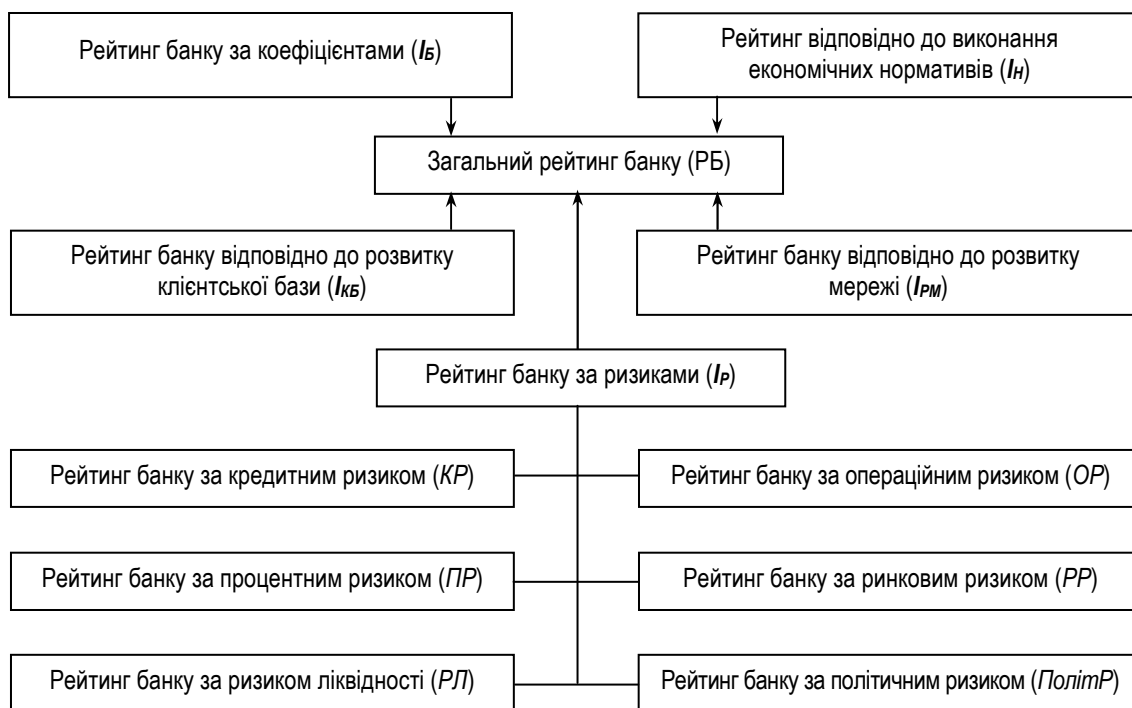 Рейтинг банку за коефіцієнтами (IБ)
Рейтинг відповідно до виконання
економічних нормативів (IН)
Загальний рейтинг банку (РБ)
Рейтинг банку відповідно до розвитку
клієнтської бази (IКБ)
Рейтинг банку відповідно до розвитку
мережі (IРМ)
Рейтинг банку за ризиками (IР)
Рейтинг банку за кредитним ризиком (КР)
Рейтинг банку за операційним ризиком (ОР)
Рейтинг банку за процентним ризиком (ПР)
Рейтинг банку за ринковим ризиком (РР)
Рейтинг банку за ризиком ліквідності (РЛ)
Рейтинг банку за політичним ризиком (ПолітР)